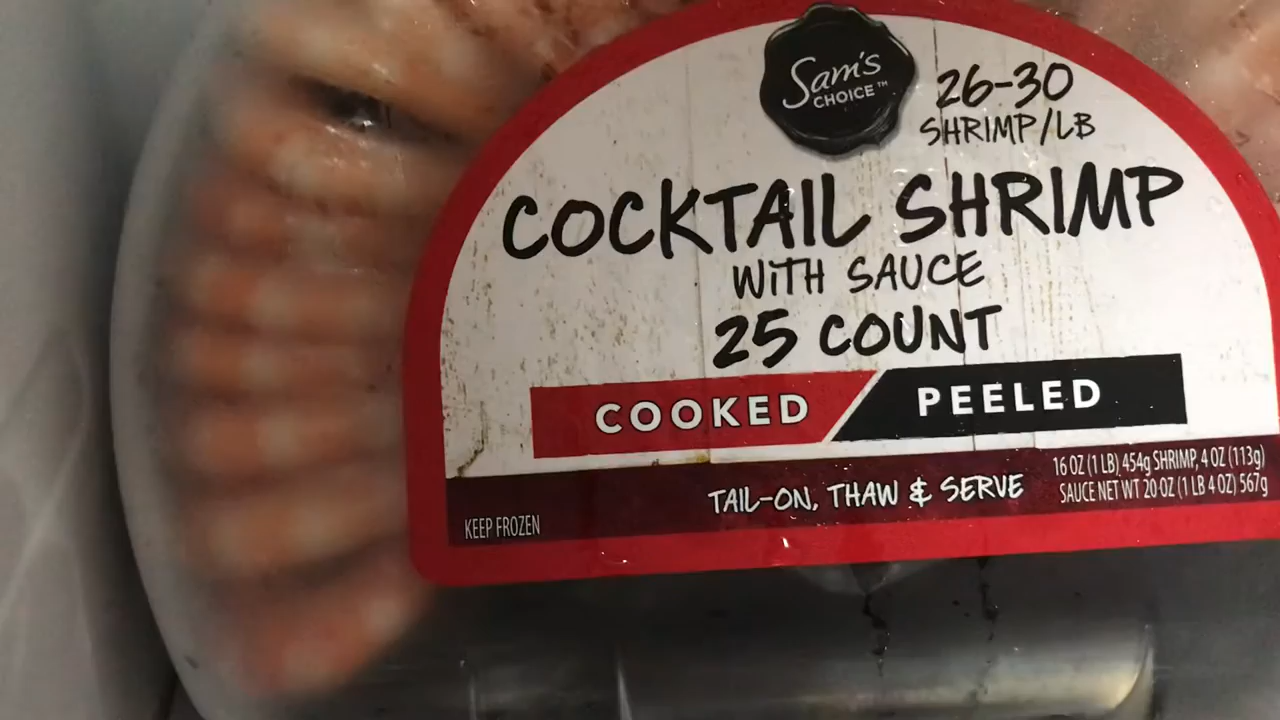 Sam's
CHOICE™
26-30
SHRIMP/LB
COCKTAIL SHRIMP
WITH SAUCE
25 COUNT
COOKED PEELED
TAIL-ON, THAW & SERVE
16 OZ (1 LB) 454g SHRIMP, 4 OZ (113g)
SAUCE NET WT 20 OZ (1 LB 4 OZ) 567g
KEEP FROZEN